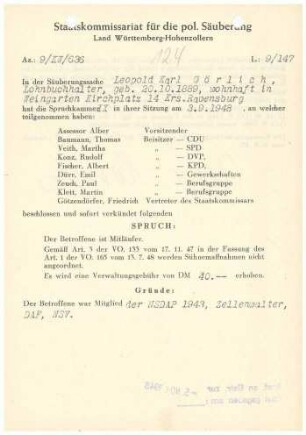 Staatskommissariat für die pol. Säuberung
Land Württemberg-Hohenzollern
Az.: 9/IX/636
124
L: 9/147
In der Säuberungssache Leopold Karl Görlich,
Lohnbuchhalter, geb. 20.10.1889, wohnhaft in
Weingarten Kirchplatz 14 Krs.Ravensburg
hat die Spruchkammer IX in ihrer Sitzung am 3.9.1948. an welcher
teilgenommen haben:
Assessor Alber Vorsitzender
Baumann, Thomas Beisitzer — CDU
Veith, Martha „ — SPD
Konz, Rudolf „ — DVP,
Fischer, Albert „ — KPD,
Dürr, Emil „ — Gewerkschaften
Zeuch, Paul „ — Berufsgruppe
Klett, Martin „ — Berufsgruppe
Götzendörfer, Friedrich Vertreter des Staatskommissars
beschlossen und sofort verkündet folgenden
SPRUCH:
Der Betroffene ist Mitläufer.
Gemäß Art. 3 der VO. 133 vom 17. 11. 47 in der Fassung des
Art. 1 der VO. 165 vom 13. 7. 48 werden Sühnemaßnahmen nicht
angeordnet.
Es wird eine Verwaltungsgebühr von DM 40.-- erhoben.
Gründe:
Der Betroffene war Mitglied der NSDAP 1943, Zellenwalter,
DAF, NSV.